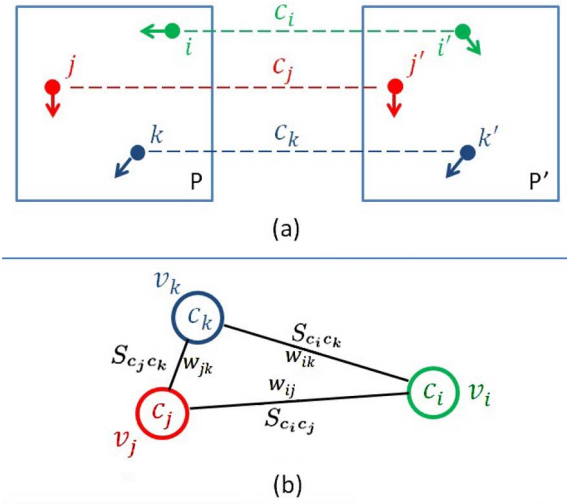 c_i
i i'
j c_j j'
k c_k k'
P P'
(a)
v_k
c_k
S_{c_i c_k}
S_{c_j c_k} w_{jk} w_{ik}
w_{ij}
c_j c_i v_i
S_{c_i c_j}
v_j
(b)